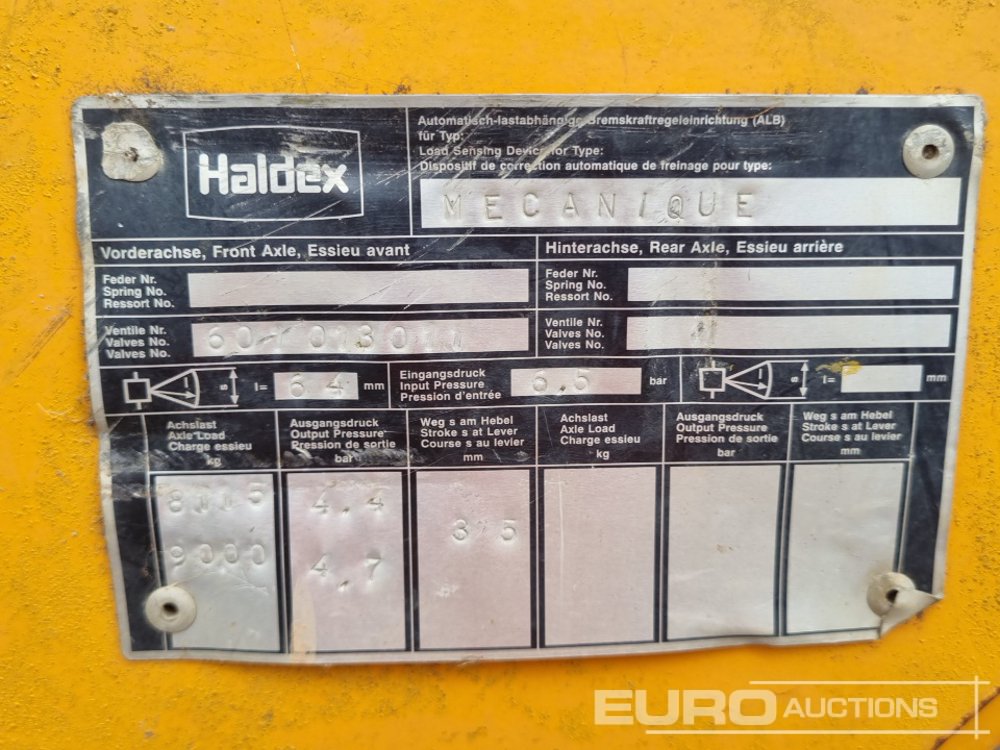 Haldex
Automatisch-lastabhängige Bremskraftregeleinrichtung (ALB)
für Typ:
Load Sensing Device for Type:
Dispositif de correction automatique de freinage pour type:
MECANIQUE
Vorderachse, Front Axle, Essieu avant
Hinterachse, Rear Axle, Essieu arrière
Feder Nr.
Spring No.
Ressort No.
Feder Nr.
Spring No.
Ressort No.
Ventile Nr.
Valves No.
Valves No.
601013011
Ventile Nr.
Valves No.
Valves No.
s
l= 64 mm
Eingangsdruck
Input Pressure
Pression d'entrée
6,5 bar
s
l= mm
Achslast
Axle Load
Charge essieu
kg
Ausgangsdruck
Output Pressure
Pression de sortie
bar
Weg s am Hebel
Stroke s at Lever
Course s au levier
mm
Achslast
Axle Load
Charge essieu
kg
Ausgangsdruck
Output Pressure
Pression de sortie
bar
Weg s am Hebel
Stroke s at Lever
Course s au levier
mm
8115 4,4
35
9000 4,7
EURO AUCTIONS